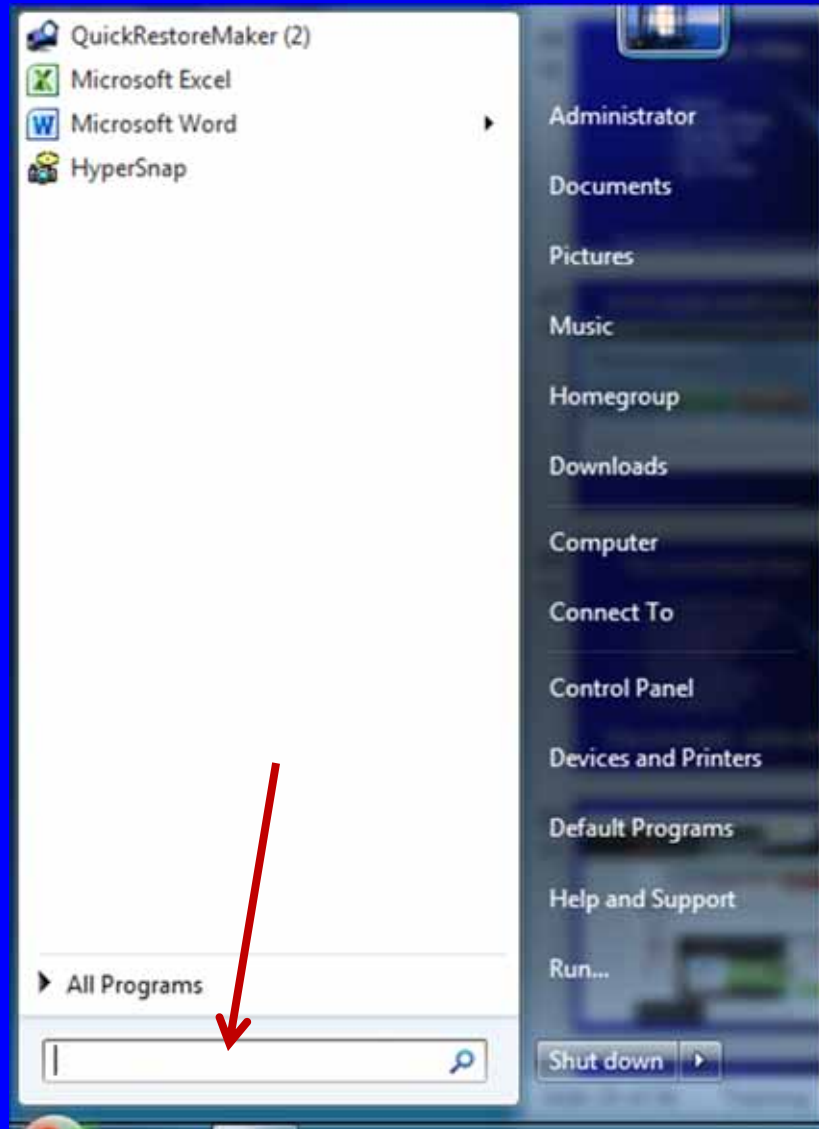 QuickRestoreMaker (2)
Microsoft Excel
Microsoft Word
HyperSnap
All Programs
Administrator
Documents
Pictures
Music
Homegroup
Downloads
Computer
Connect To
Control Panel
Devices and Printers
Default Programs
Help and Support
Run...
Shut down